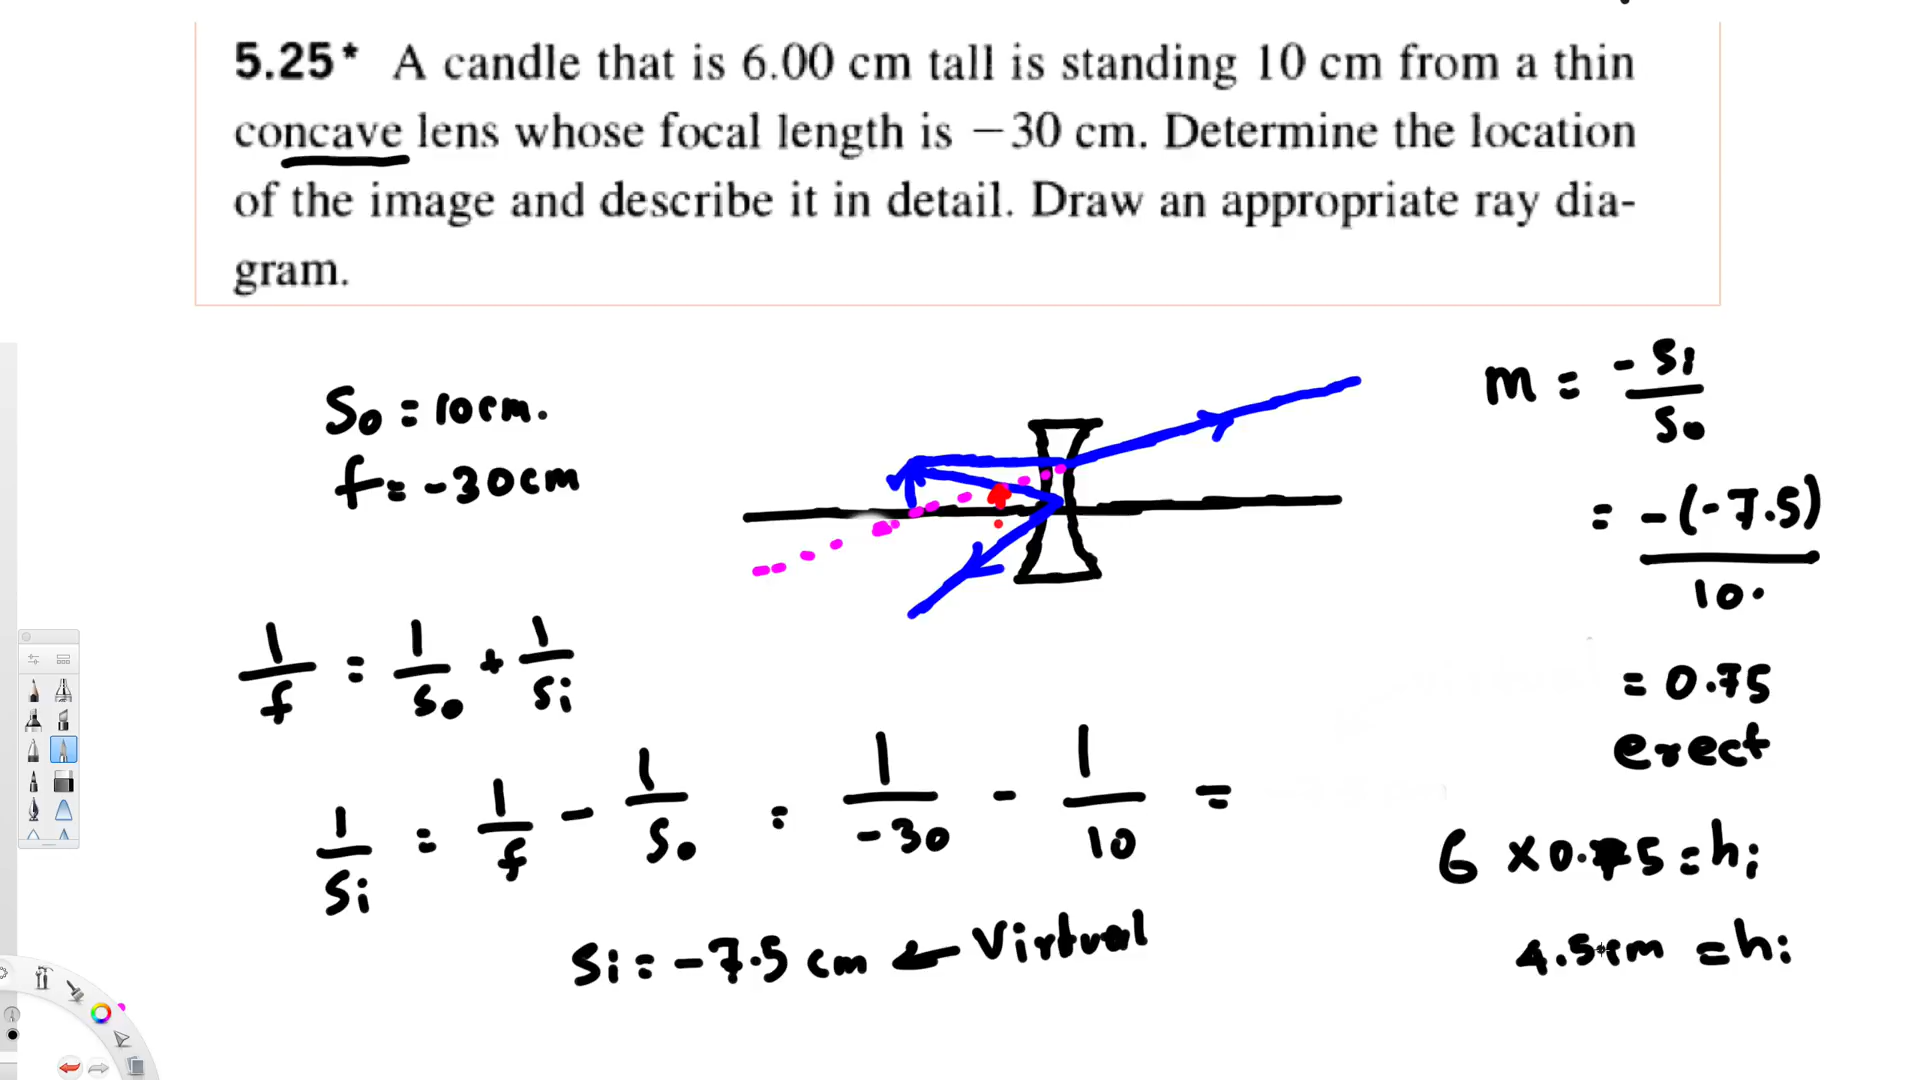 5.25* A candle that is 6.00 cm tall is standing 10 cm from a thin
concave lens whose focal length is −30 cm. Determine the location
of the image and describe it in detail. Draw an appropriate ray dia-
gram.
So = 10cm.
f = -30cm
1/f = 1/so + 1/si
1/si = 1/f - 1/so = 1/-30 - 1/10 =
si = -7.5 cm ← Virtual
m = -si/so
= -(-7.5)/10.
= 0.75
erect
6 x 0.75 = hi
4.5cm = hi